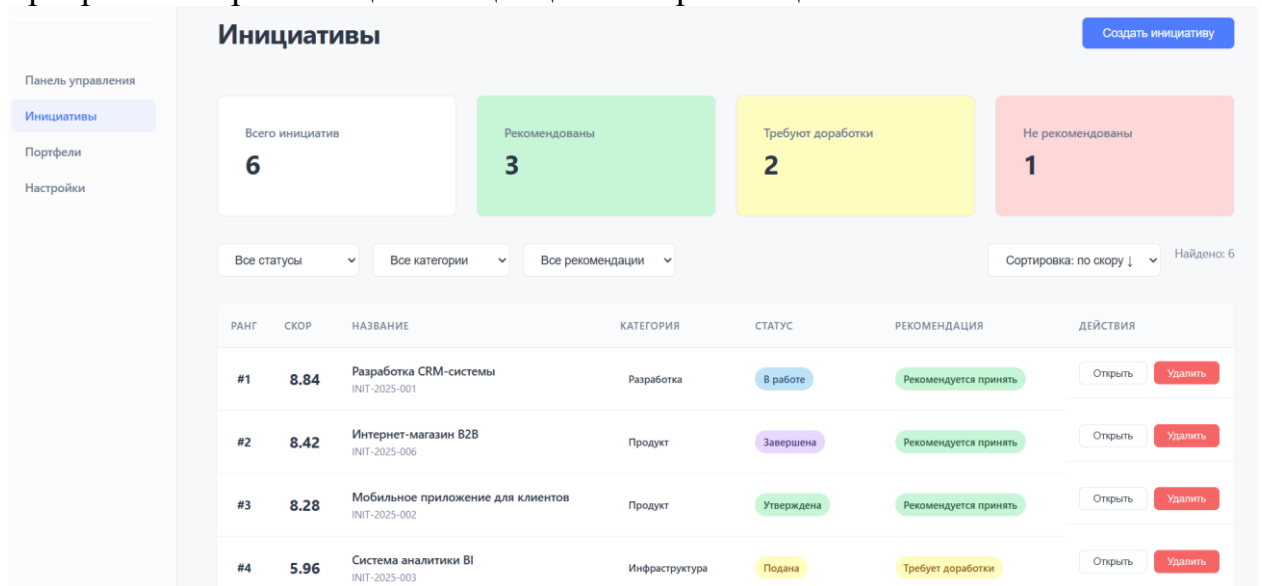 Инициативы
Создать инициативу
Панель управления
Инициативы
Портфели
Настройки
Всего инициатив
6
Рекомендованы
3
Требуют доработки
2
Не рекомендованы
1
Все статусы
Все категории
Все рекомендации
Сортировка: по скору ↓
Найдено: 6
РАНГ СКОР НАЗВАНИЕ КАТЕГОРИЯ СТАТУС РЕКОМЕНДАЦИЯ ДЕЙСТВИЯ
#1 8.84 Разработка CRM-системы Разработка В работе Рекомендуется принять Открыть Удалить
INIT-2025-001
#2 8.42 Интернет-магазин B2B Продукт Завершена Рекомендуется принять Открыть Удалить
INIT-2025-006
#3 8.28 Мобильное приложение для клиентов Продукт Утверждена Рекомендуется принять Открыть Удалить
INIT-2025-002
#4 5.96 Система аналитики BI Инфраструктура Подана Требует доработки Открыть Удалить
INIT-2025-003